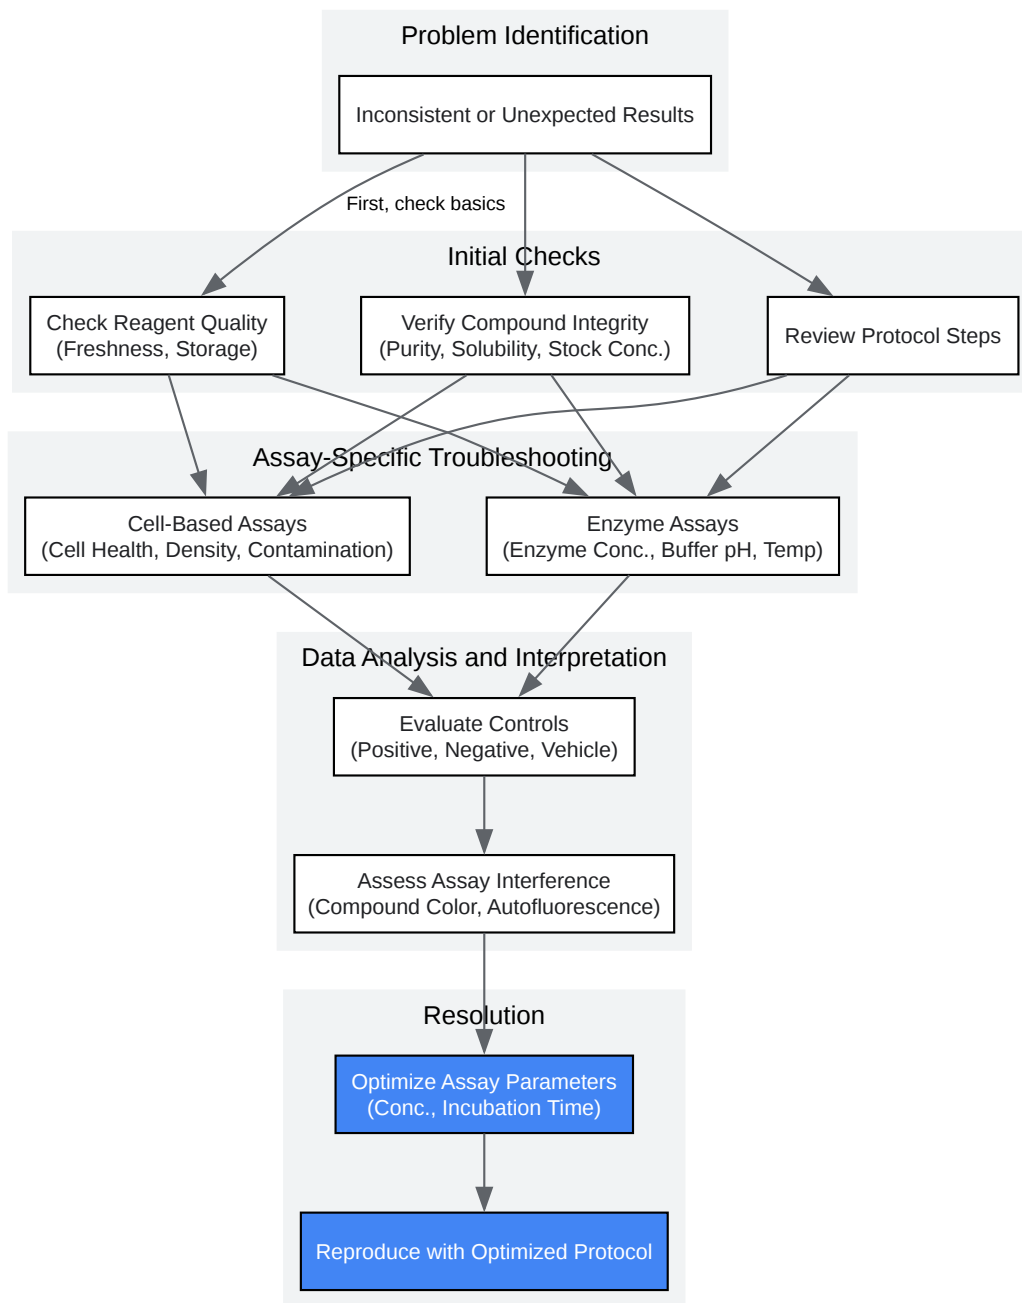 Problem Identification
Inconsistent or Unexpected Results
First, check basics
Initial Checks
Check Reagent Quality
(Freshness, Storage)
Verify Compound Integrity
(Purity, Solubility, Stock Conc.)
Review Protocol Steps
Assay-Specific Troubleshooting
Cell-Based Assays
(Cell Health, Density, Contamination)
Enzyme Assays
(Enzyme Conc., Buffer pH, Temp)
Data Analysis and Interpretation
Evaluate Controls
(Positive, Negative, Vehicle)
Assess Assay Interference
(Compound Color, Autofluorescence)
Resolution
Optimize Assay Parameters
(Conc., Incubation Time)
Reproduce with Optimized Protocol